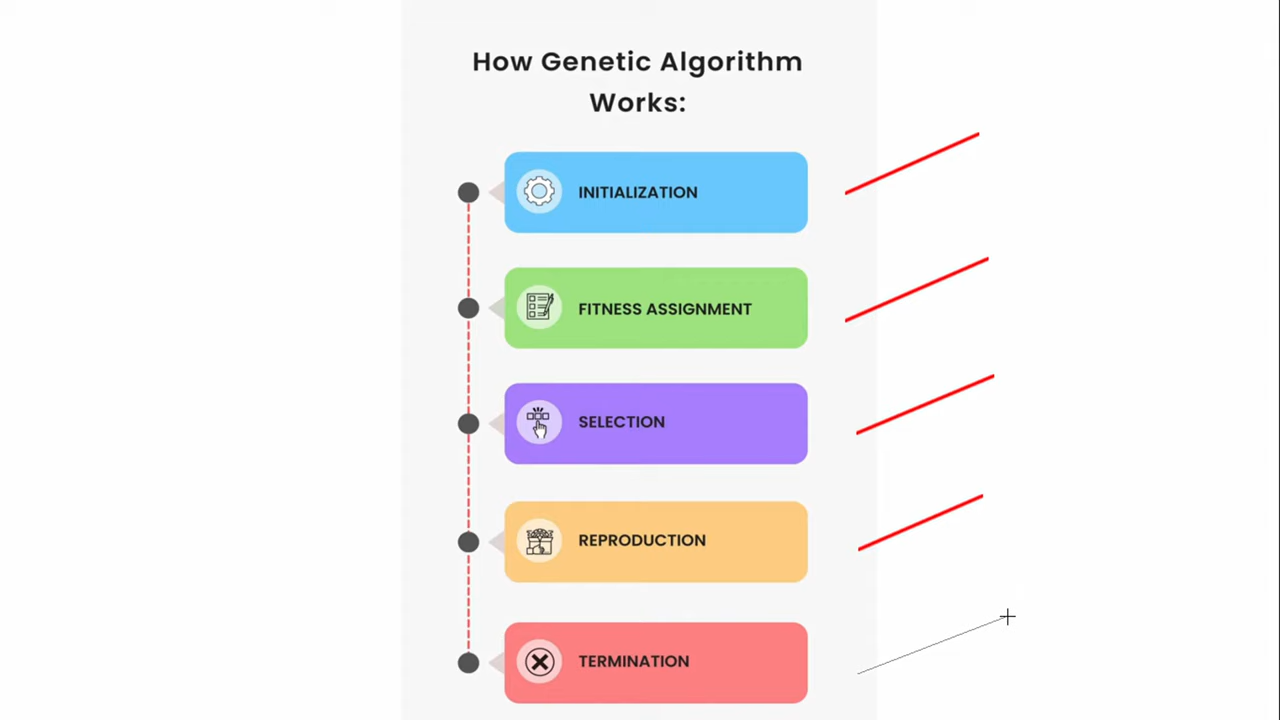 How Genetic Algorithm
Works:
INITIALIZATION
FITNESS ASSIGNMENT
SELECTION
REPRODUCTION
TERMINATION